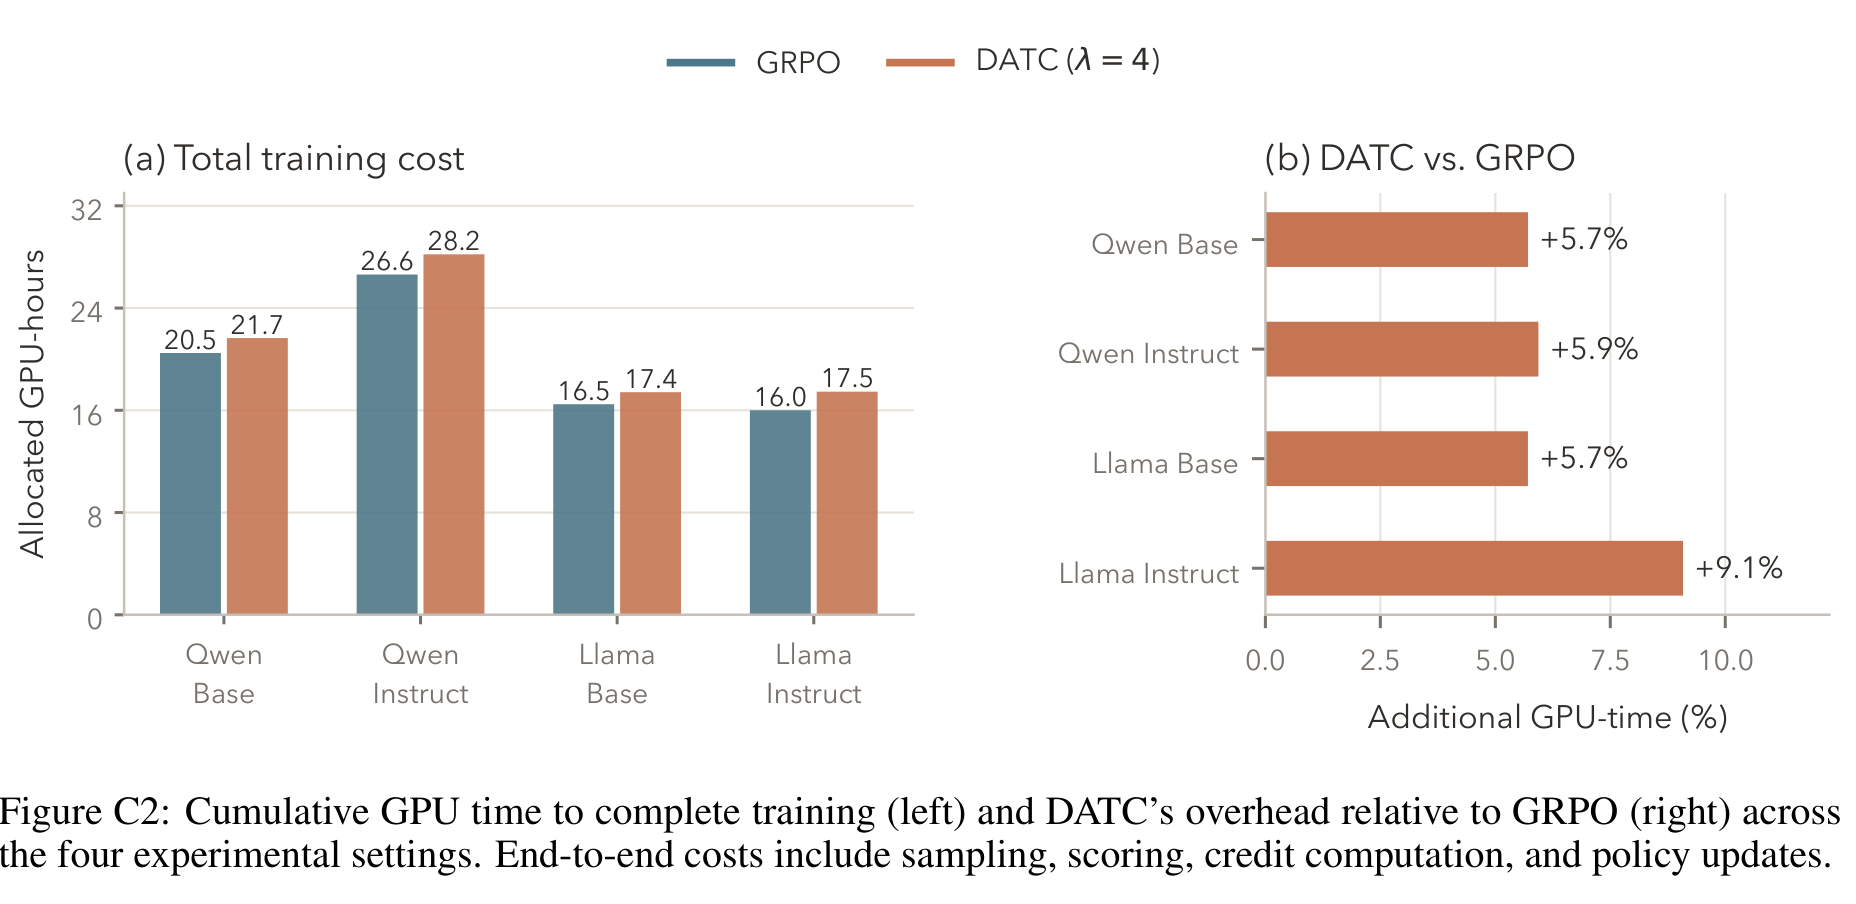 GRPO
DATC (λ = 4)
(a) Total training cost
Allocated GPU-hours
32
24
16
8
0
20.5
21.7
26.6
28.2
16.5
17.4
16.0
17.5
Qwen
Base
Qwen
Instruct
Llama
Base
Llama
Instruct
(b) DATC vs. GRPO
Qwen Base
+5.7%
Qwen Instruct
+5.9%
Llama Base
+5.7%
Llama Instruct
+9.1%
0.0 2.5 5.0 7.5 10.0
Additional GPU-time (%)
Figure C2: Cumulative GPU time to complete training (left) and DATC’s overhead relative to GRPO (right) across
the four experimental settings. End-to-end costs include sampling, scoring, credit computation, and policy updates.